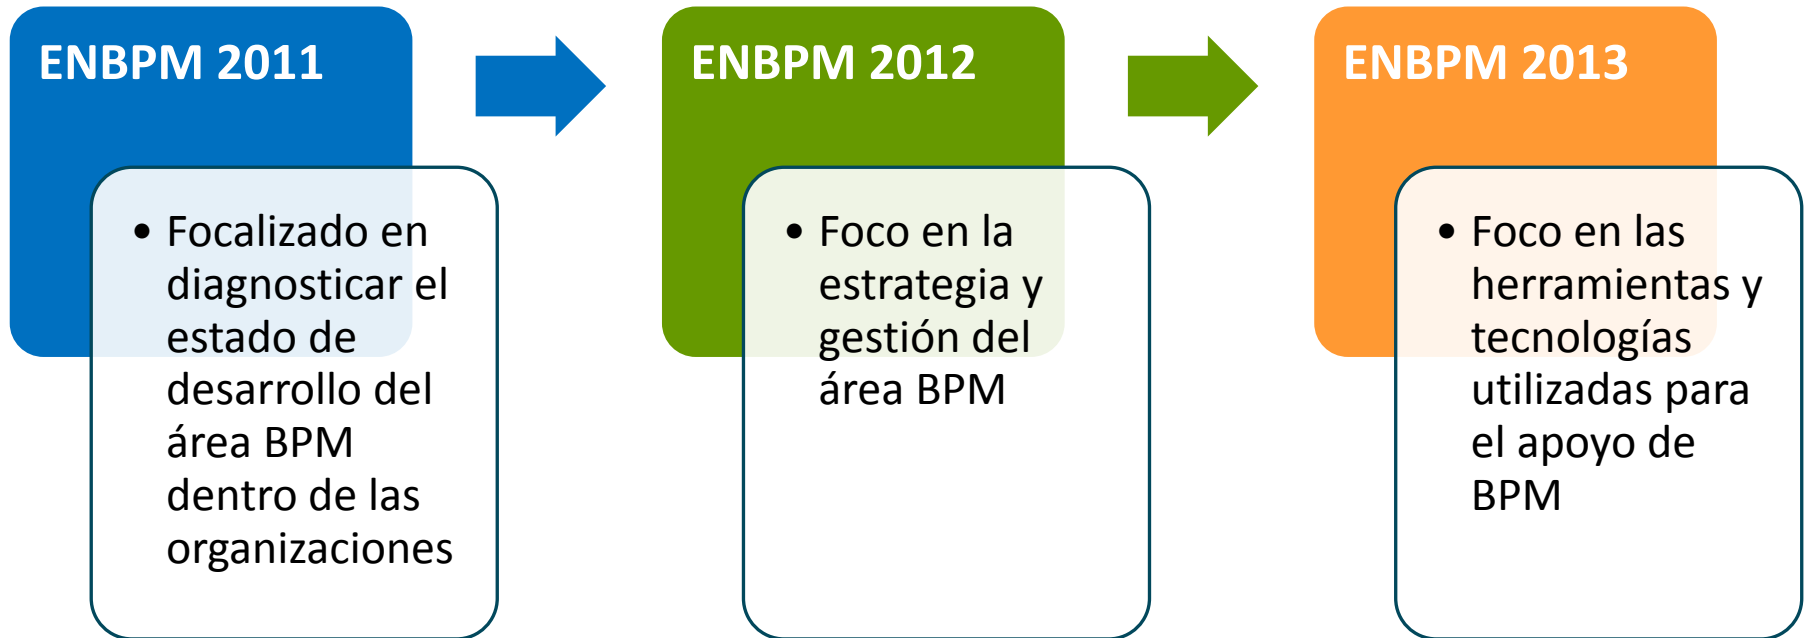 ENBPM 2011
• Focalizado en
diagnosticar el
estado de
desarrollo del
área BPM
dentro de las
organizaciones
ENBPM 2012
• Foco en la
estrategia y
gestión del
área BPM
ENBPM 2013
• Foco en las
herramientas y
tecnologías
utilizadas para
el apoyo de
BPM